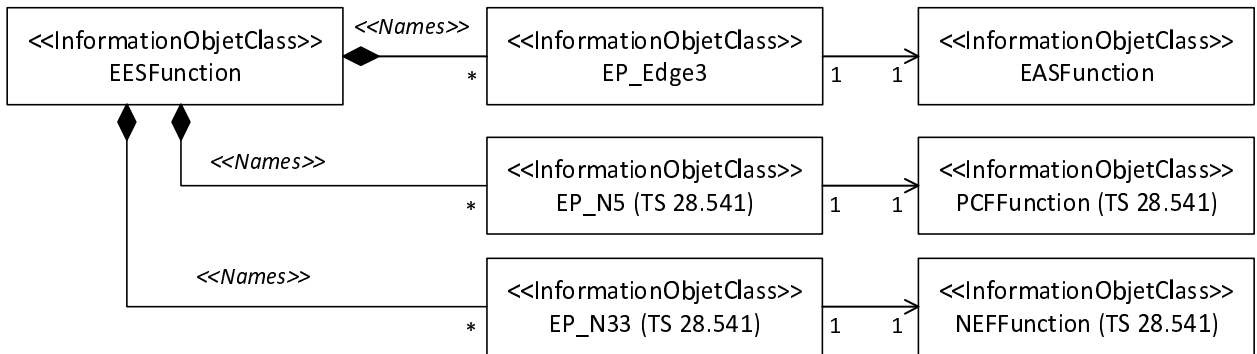 <<InformationObjetClass>>
EESFunction
<<Names>>
*
<<InformationObjetClass>>
EP_Edge3
1
1
<<InformationObjetClass>>
EASFunction
<<Names>>
*
<<InformationObjetClass>>
EP_N5 (TS 28.541)
1
1
<<InformationObjetClass>>
PCFFunction (TS 28.541)
<<Names>>
*
<<InformationObjetClass>>
EP_N33 (TS 28.541)
1
1
<<InformationObjetClass>>
NEFFunction (TS 28.541)